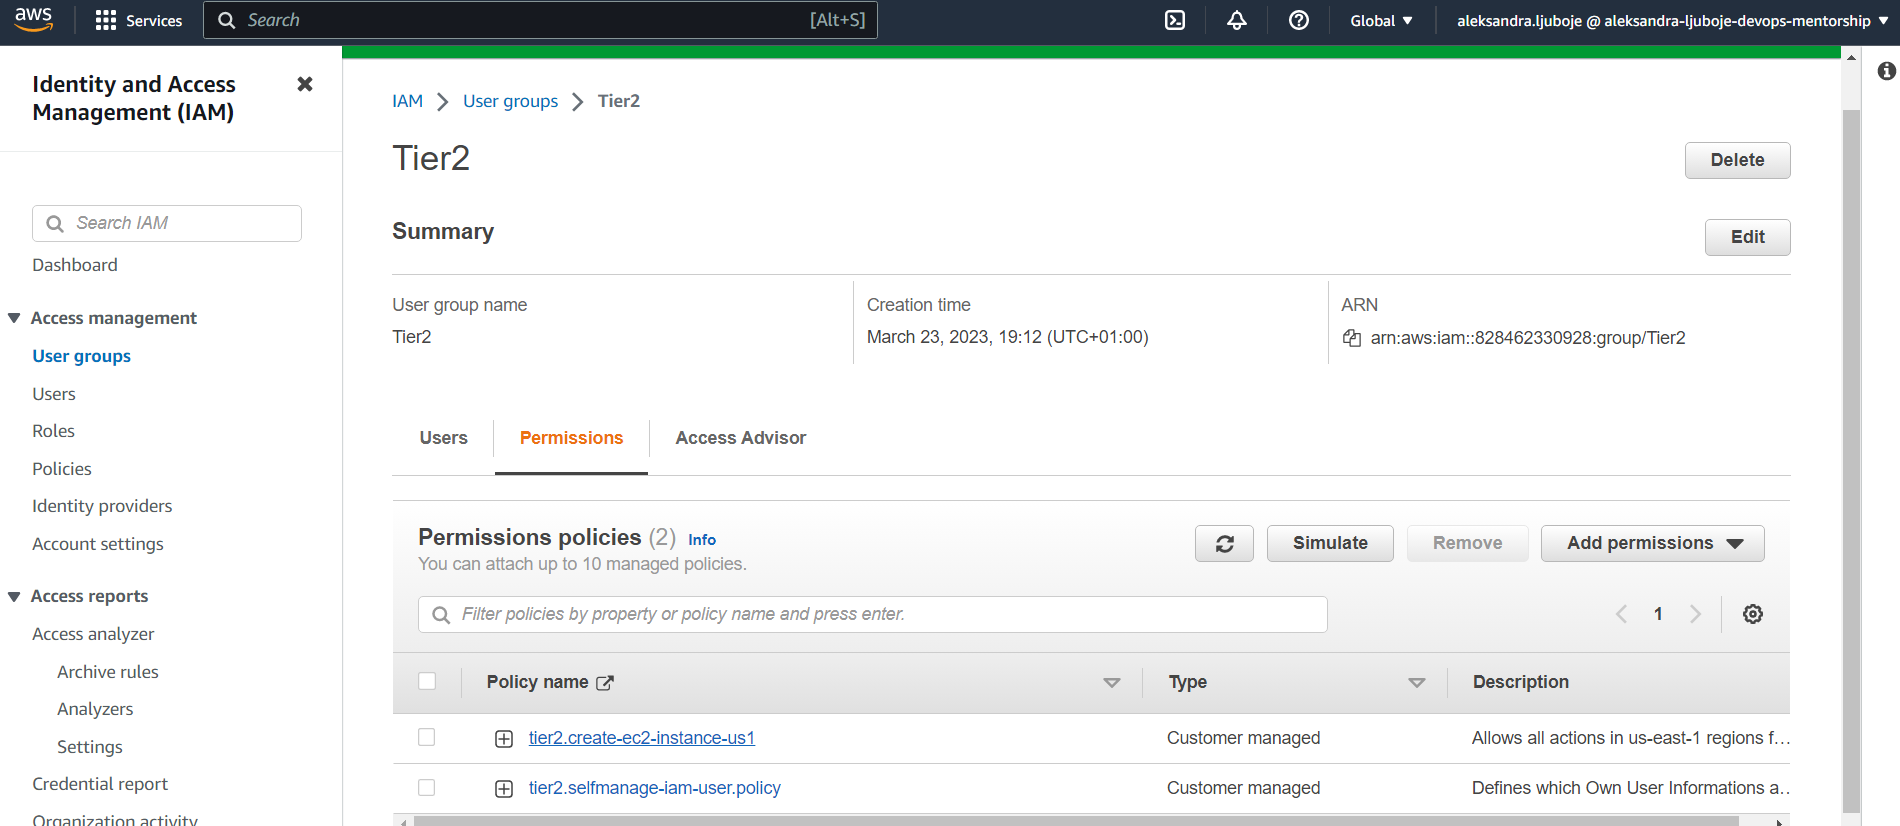 aws
Services
Search
[Alt+S]
Global
aleksandra.ljuboje @ aleksandra-ljuboje-devops-mentorship
Identity and Access
Management (IAM)
Search IAM
Dashboard
Access management
User groups
Users
Roles
Policies
Identity providers
Account settings
Access reports
Access analyzer
Archive rules
Analyzers
Settings
Credential report
Organization activity
IAM
User groups
Tier2
Tier2
Delete
Summary
Edit
User group name
Tier2
Creation time
March 23, 2023, 19:12 (UTC+01:00)
ARN
arn:aws:iam::828462330928:group/Tier2
Users
Permissions
Access Advisor
Permissions policies (2) Info
You can attach up to 10 managed policies.
Simulate
Remove
Add permissions
Filter policies by property or policy name and press enter.
1
Policy name
Type
Description
tier2.create-ec2-instance-us1
Customer managed
Allows all actions in us-east-1 regions f…
tier2.selfmanage-iam-user.policy
Customer managed
Defines which Own User Informations a…